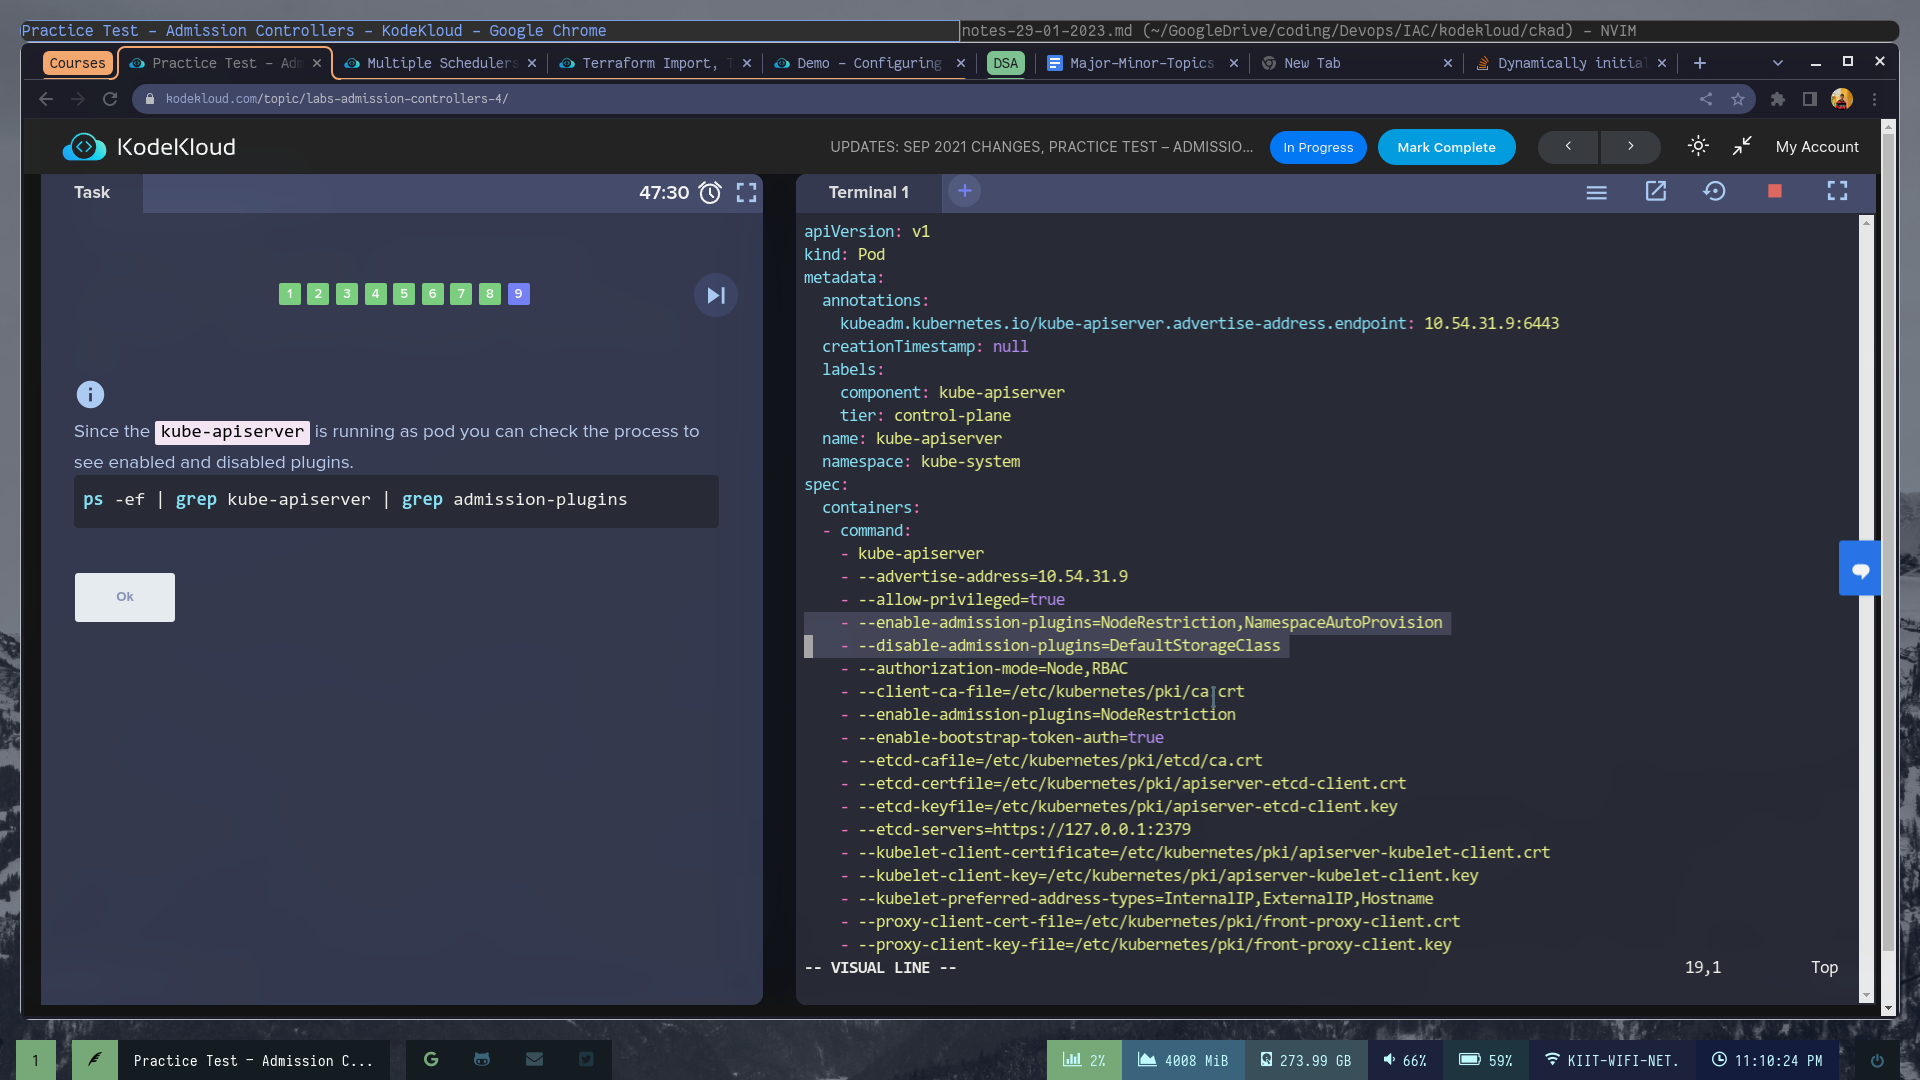 Practice Test – Admission Controllers – KodeKloud – Google Chrome
notes-29-01-2023.md (~/GoogleDrive/coding/Devops/IAC/kodekloud/ckad) – NVIM
Courses
Practice Test – Adm
Multiple Schedulers
Terraform Import, T
Demo – Configuring
DSA
Major-Minor-Topics
New Tab
Dynamically initial
kodekloud.com/topic/labs-admission-controllers-4/
KodeKloud
UPDATES: SEP 2021 CHANGES, PRACTICE TEST – ADMISSIO...
In Progress
Mark Complete
My Account
Task
47:30
1 2 3 4 5 6 7 8 9
Since the kube-apiserver is running as pod you can check the process to
see enabled and disabled plugins.
ps -ef | grep kube-apiserver | grep admission-plugins
Ok
Terminal 1
apiVersion: v1
kind: Pod
metadata:
  annotations:
    kubeadm.kubernetes.io/kube-apiserver.advertise-address.endpoint: 10.54.31.9:6443
  creationTimestamp: null
  labels:
    component: kube-apiserver
    tier: control-plane
  name: kube-apiserver
  namespace: kube-system
spec:
  containers:
  - command:
    - kube-apiserver
    - --advertise-address=10.54.31.9
    - --allow-privileged=true
    - --enable-admission-plugins=NodeRestriction,NamespaceAutoProvision
    - --disable-admission-plugins=DefaultStorageClass
    - --authorization-mode=Node,RBAC
    - --client-ca-file=/etc/kubernetes/pki/ca.crt
    - --enable-admission-plugins=NodeRestriction
    - --enable-bootstrap-token-auth=true
    - --etcd-cafile=/etc/kubernetes/pki/etcd/ca.crt
    - --etcd-certfile=/etc/kubernetes/pki/apiserver-etcd-client.crt
    - --etcd-keyfile=/etc/kubernetes/pki/apiserver-etcd-client.key
    - --etcd-servers=https://127.0.0.1:2379
    - --kubelet-client-certificate=/etc/kubernetes/pki/apiserver-kubelet-client.crt
    - --kubelet-client-key=/etc/kubernetes/pki/apiserver-kubelet-client.key
    - --kubelet-preferred-address-types=InternalIP,ExternalIP,Hostname
    - --proxy-client-cert-file=/etc/kubernetes/pki/front-proxy-client.crt
    - --proxy-client-key-file=/etc/kubernetes/pki/front-proxy-client.key
-- VISUAL LINE --
19,1
Top
1
Practice Test – Admission C...
2%
4008 MiB
273.99 GB
66%
59%
KIIT-WIFI-NET.
11:10:24 PM